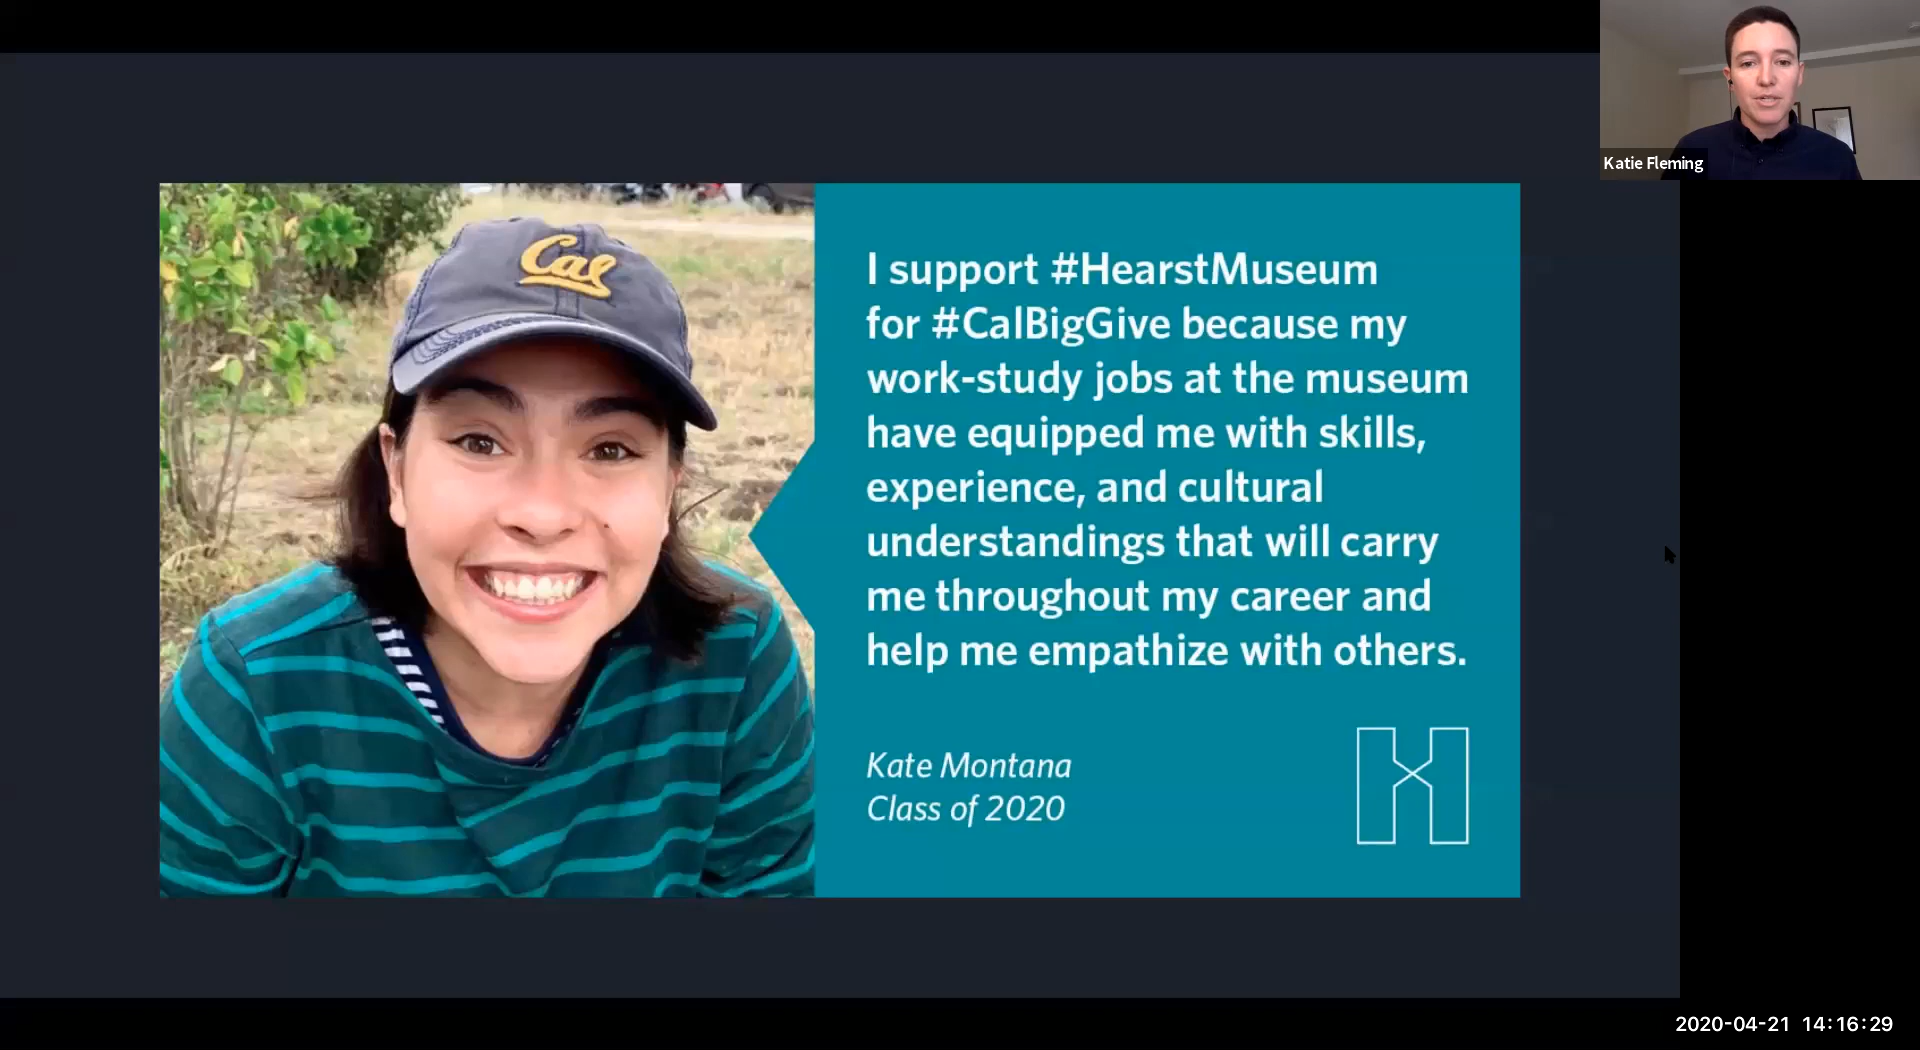 Katie Fleming
Cal
I support #HearstMuseum
for #CalBigGive because my
work-study jobs at the museum
have equipped me with skills,
experience, and cultural
understandings that will carry
me throughout my career and
help me empathize with others.
Kate Montana
Class of 2020
H
2020-04-21 14:16:29